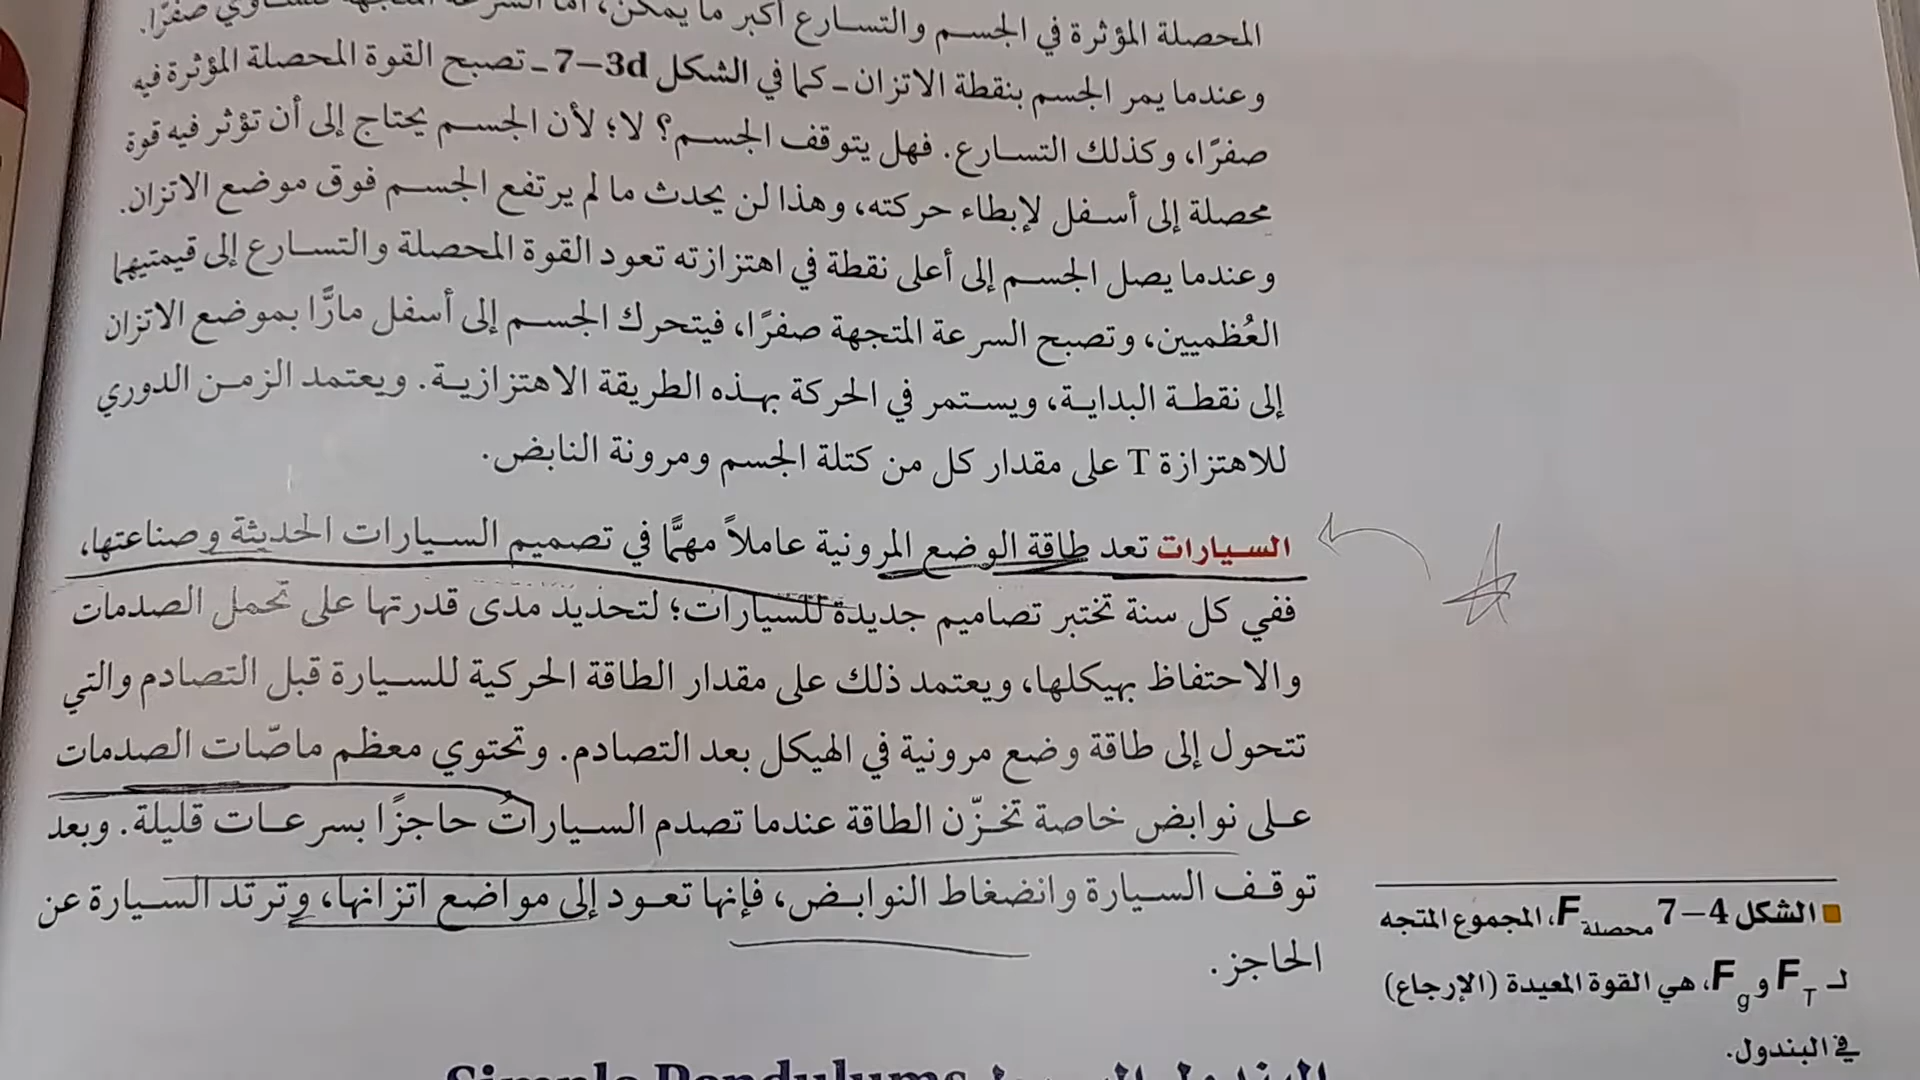 المحصلة المؤثرة في الجسم والتسارع أكبر ما يمكن، أما السرعة المتجهة فتساوي صفرًا.
وعندما يمر الجسم بنقطة الاتزان - كما في الشكل 7-3d - تصبح القوة المحصلة المؤثرة فيه
صفرًا، وكذلك التسارع. فهل يتوقف الجسم؟ لا؛ لأن الجسم يحتاج إلى أن تؤثر فيه قوة
محصلة إلى أسفل لإبطاء حركته، وهذا لن يحدث ما لم يرتفع الجسم فوق موضع الاتزان.
وعندما يصل الجسم إلى أعلى نقطة في اهتزازته تعود القوة المحصلة والتسارع إلى قيمتيهما
العُظميين، وتصبح السرعة المتجهة صفرًا، فيتحرك الجسم إلى أسفل مارًّا بموضع الاتزان
إلى نقطة البداية، ويستمر في الحركة بهذه الطريقة الاهتزازية. ويعتمد الزمن الدوري
للاهتزازة T على مقدار كل من كتلة الجسم ومرونة النابض.
السيارات تعد طاقة الوضع المرونية عاملاً مهمًّا في تصميم السيارات الحديثة وصناعتها،
ففي كل سنة تختبر تصاميم جديدة للسيارات؛ لتحديد مدى قدرتها على تحمل الصدمات
والاحتفاظ بهيكلها، ويعتمد ذلك على مقدار الطاقة الحركية للسيارة قبل التصادم والتي
تتحول إلى طاقة وضع مرونية في الهيكل بعد التصادم. وتحتوي معظم ماصّات الصدمات
على نوابض خاصة تخزّن الطاقة عندما تصدم السياراتُ حاجزًا بسرعات قليلة. وبعد
توقف السيارة وانضغاط النوابض، فإنها تعود إلى مواضع اتزانها، وترتد السيارة عن
الحاجز.
الشكل 4-7 F محصلة، المجموع المتجه
لـ F_T و F_g، هي القوة المعيدة (الإرجاع)
في البندول.
البندول البسيط Simple Pendulums